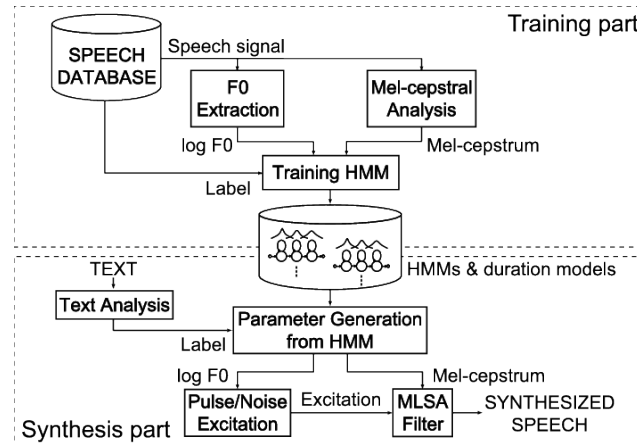 Training part
SPEECH
DATABASE
Speech signal
F0
Extraction
Mel-cepstral
Analysis
log F0
Mel-cepstrum
Training HMM
Label
HMMs & duration models
TEXT
Text Analysis
Label
Parameter Generation
from HMM
log F0
Mel-cepstrum
Pulse/Noise
Excitation
Excitation
MLSA
Filter
SYNTHESIZED
SPEECH
Synthesis part